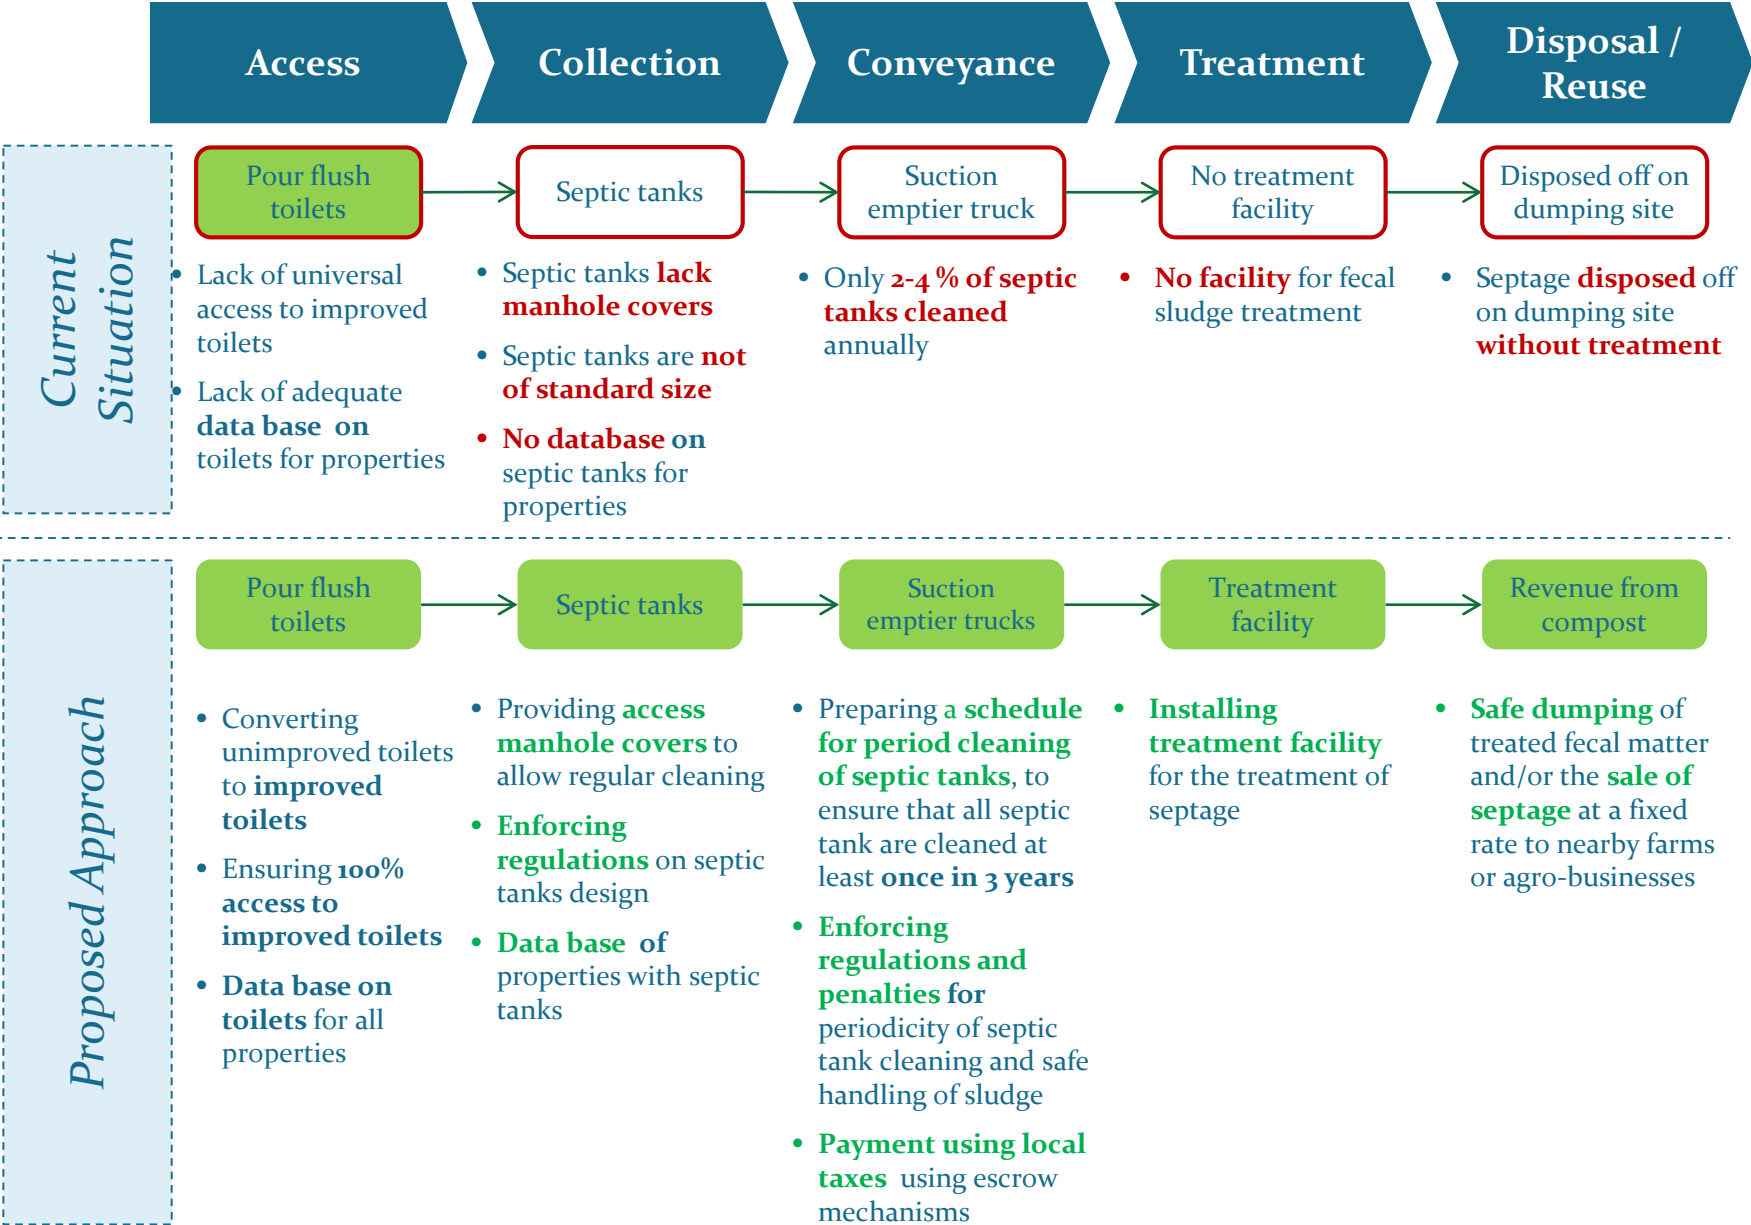 Access
Collection
Conveyance
Treatment
Disposal /
Reuse
Current
Situation
Pour flush
toilets
Septic tanks
Suction
emptier truck
No treatment
facility
Disposed off on
dumping site
• Lack of universal
access to improved
toilets
• Lack of adequate
data base on
toilets for properties
• Septic tanks lack
manhole covers
• Septic tanks are not
of standard size
• No database on
septic tanks for
properties
• Only 2-4 % of septic
tanks cleaned
annually
• No facility for fecal
sludge treatment
• Septage disposed off
on dumping site
without treatment
Proposed Approach
Pour flush
toilets
Septic tanks
Suction
emptier trucks
Treatment
facility
Revenue from
compost
• Converting
unimproved toilets
to improved
toilets
• Ensuring 100%
access to
improved toilets
• Data base on
toilets for all
properties
• Providing access
manhole covers to
allow regular cleaning
• Enforcing
regulations on septic
tanks design
• Data base of
properties with septic
tanks
• Preparing a schedule
for period cleaning
of septic tanks, to
ensure that all septic
tank are cleaned at
least once in 3 years
• Enforcing
regulations and
penalties for
periodicity of septic
tank cleaning and safe
handling of sludge
• Payment using local
taxes using escrow
mechanisms
• Installing
treatment facility
for the treatment of
septage
• Safe dumping of
treated fecal matter
and/or the sale of
septage at a fixed
rate to nearby farms
or agro-businesses